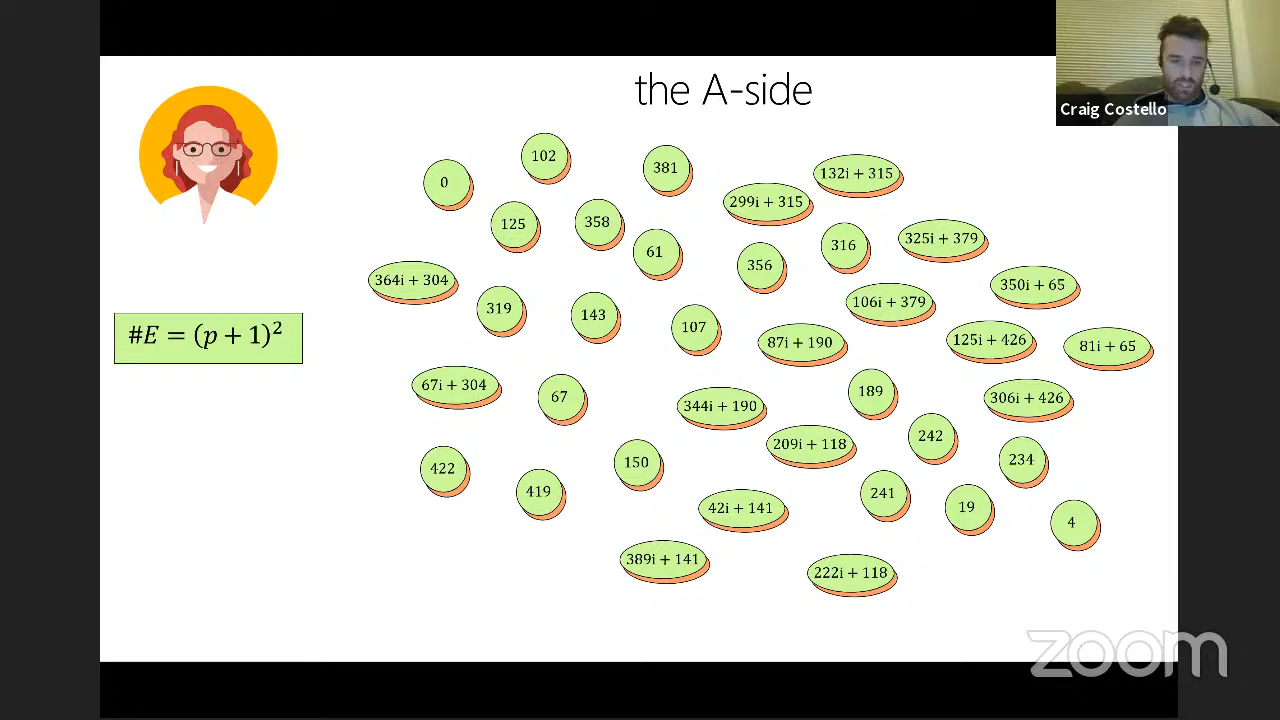 the A-side
Craig Costello
0
102
381
132i + 315
299i + 315
125
358
61
356
316
325i + 379
364i + 304
319
143
107
106i + 379
350i + 65
87i + 190
125i + 426
81i + 65
#E = (p + 1)²
67i + 304
67
344i + 190
189
306i + 426
209i + 118
242
422
419
150
234
42i + 141
241
19
4
389i + 141
222i + 118
zoom